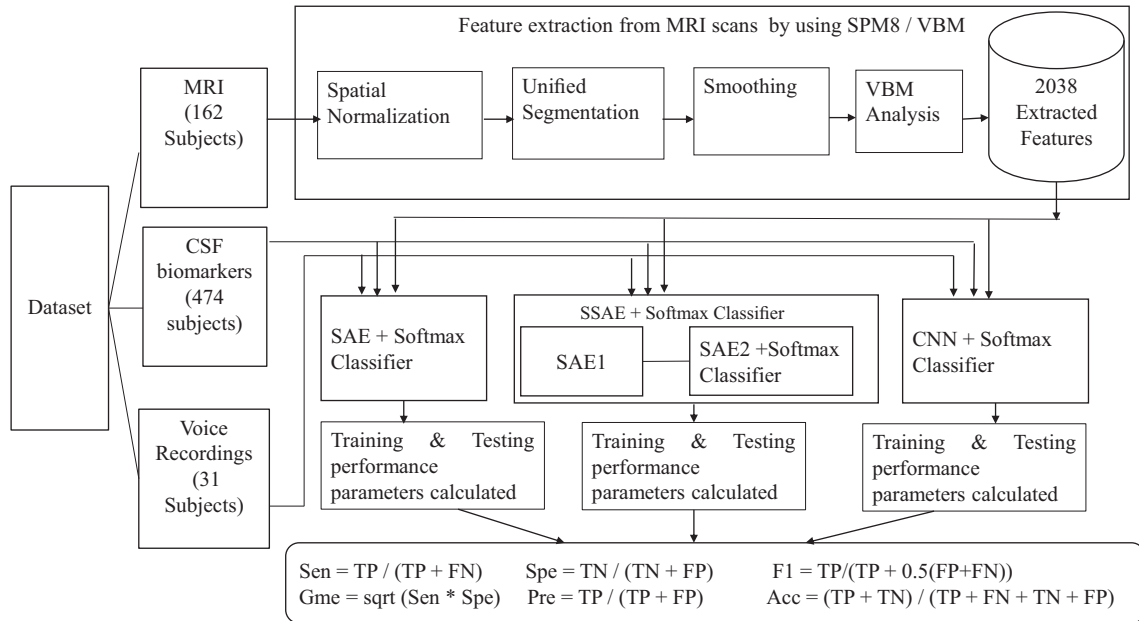 Feature extraction from MRI scans by using SPM8 / VBM
MRI
(162
Subjects)
Spatial
Normalization
Unified
Segmentation
Smoothing
VBM
Analysis
2038
Extracted
Features
Dataset
CSF
biomarkers
(474
subjects)
Voice
Recordings
(31
Subjects)
SAE + Softmax
Classifier
SSAE + Softmax Classifier
SAE1
SAE2 +Softmax
Classifier
CNN + Softmax
Classifier
Training & Testing
performance
parameters calculated
Training & Testing
performance
parameters calculated
Training & Testing
performance
parameters calculated
Sen = TP / (TP + FN) Spe = TN / (TN + FP) F1 = TP/(TP + 0.5(FP+FN))
Gme = sqrt (Sen * Spe) Pre = TP / (TP + FP) Acc = (TP + TN) / (TP + FN + TN + FP)